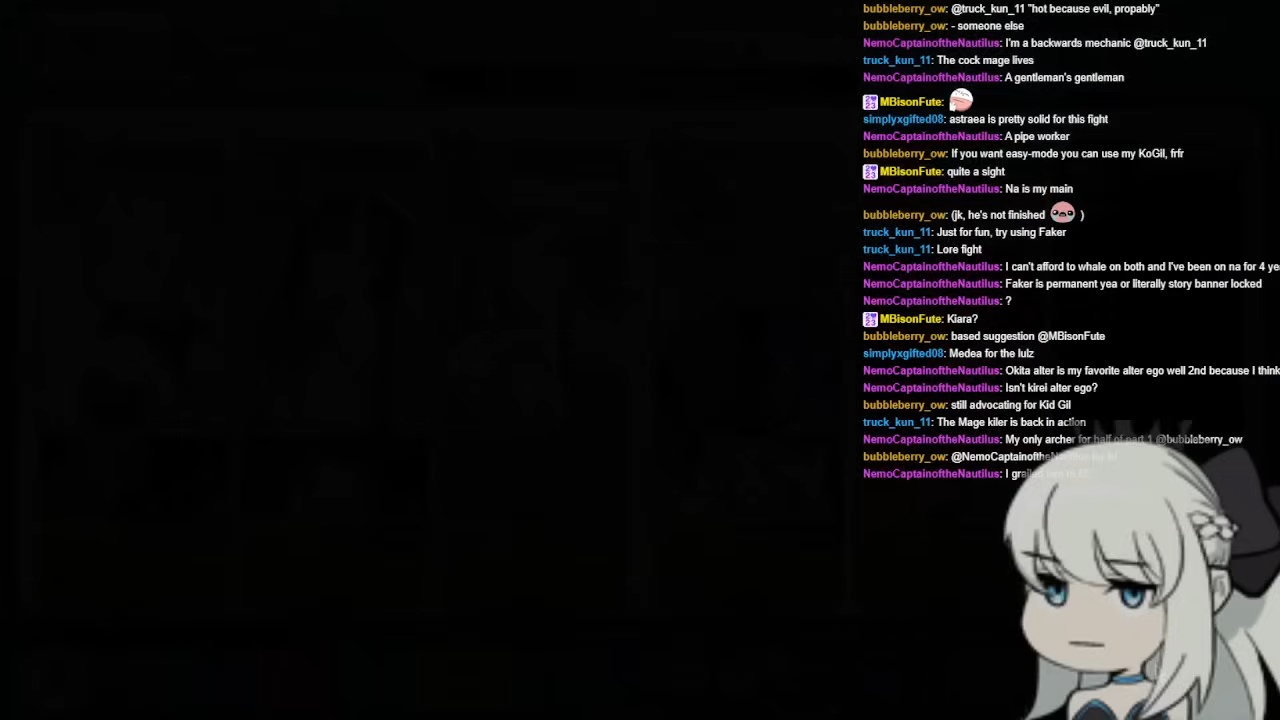 bubbleberry_ow: @truck_kun_11 "hot because evil, propably"
bubbleberry_ow: - someone else
NemoCaptainoftheNautilus: I'm a backwards mechanic @truck_kun_11
truck_kun_11: The cock mage lives
NemoCaptainoftheNautilus: A gentleman's gentleman
MBisonFute:
simplyxgifted08: astraea is pretty solid for this fight
NemoCaptainoftheNautilus: A pipe worker
bubbleberry_ow: If you want easy-mode you can use my KoGil, frfr
MBisonFute: quite a sight
NemoCaptainoftheNautilus: Na is my main
bubbleberry_ow: (jk, he's not finished )
truck_kun_11: Just for fun, try using Faker
truck_kun_11: Lore fight
NemoCaptainoftheNautilus: I can't afford to whale on both and I've been on na for 4 ye
NemoCaptainoftheNautilus: Faker is permanent yea or literally story banner locked
NemoCaptainoftheNautilus: ?
MBisonFute: Kiara?
bubbleberry_ow: based suggestion @MBisonFute
simplyxgifted08: Medea for the lulz
NemoCaptainoftheNautilus: Okita alter is my favorite alter ego well 2nd because I think
NemoCaptainoftheNautilus: Isn't kirei alter ego?
bubbleberry_ow: still advocating for Kid Gil
truck_kun_11: The Mage kiler is back in action
NemoCaptainoftheNautilus: My only archer for half of part 1 @bubbleberry_ow
bubbleberry_ow:
NemoCaptainoftheNautilus: I